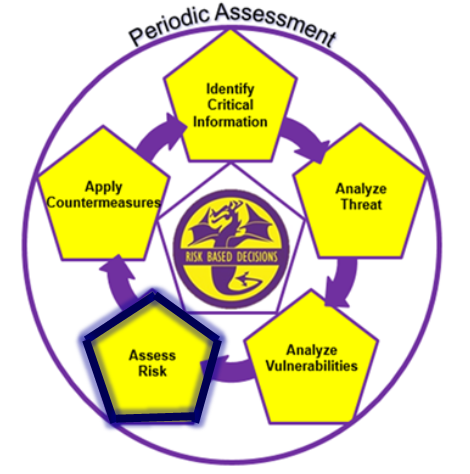 Periodic Assessment
Identify
Critical
Information
Apply
Countermeasures
Analyze
Threat
RISK BASED DECISIONS
Assess
Risk
Analyze
Vulnerabilities